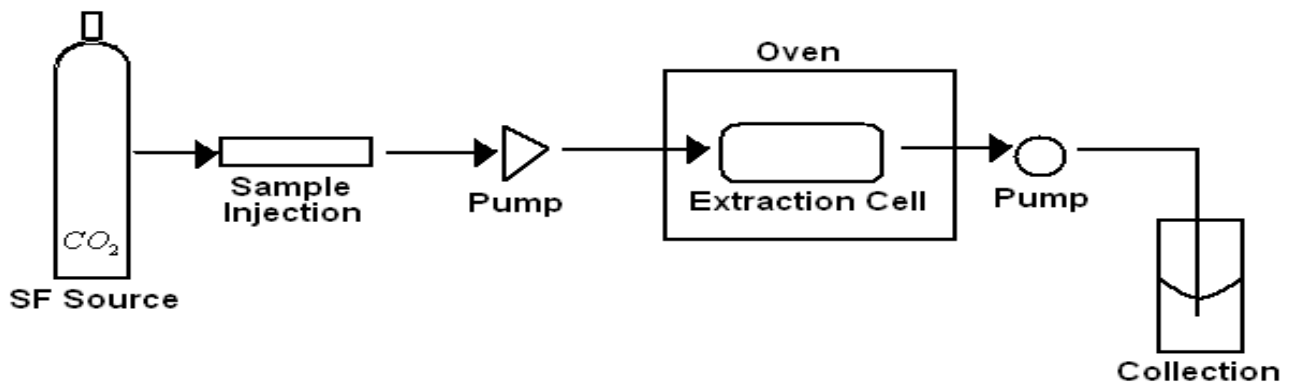 Oven
Sample
Injection
Pump
Extraction Cell
Pump
CO₂
SF Source
Collection